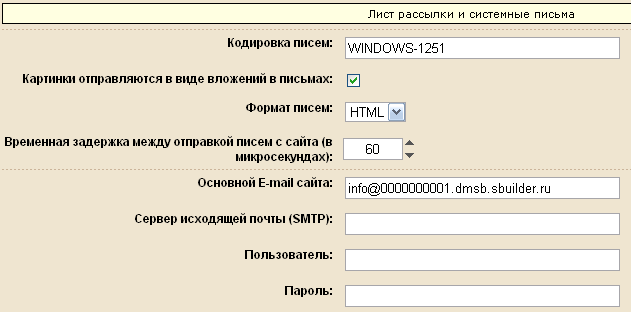 Лист рассылки и системные письма
Кодировка писем: WINDOWS-1251
Картинки отправляются в виде вложений в письмах:
Формат писем: HTML
Временная задержка между отправкой писем с сайта (в
микросекундах): 60
Основной E-mail сайта: info@0000000001.dmsb.sbuilder.ru
Сервер исходящей почты (SMTP):
Пользователь:
Пароль: